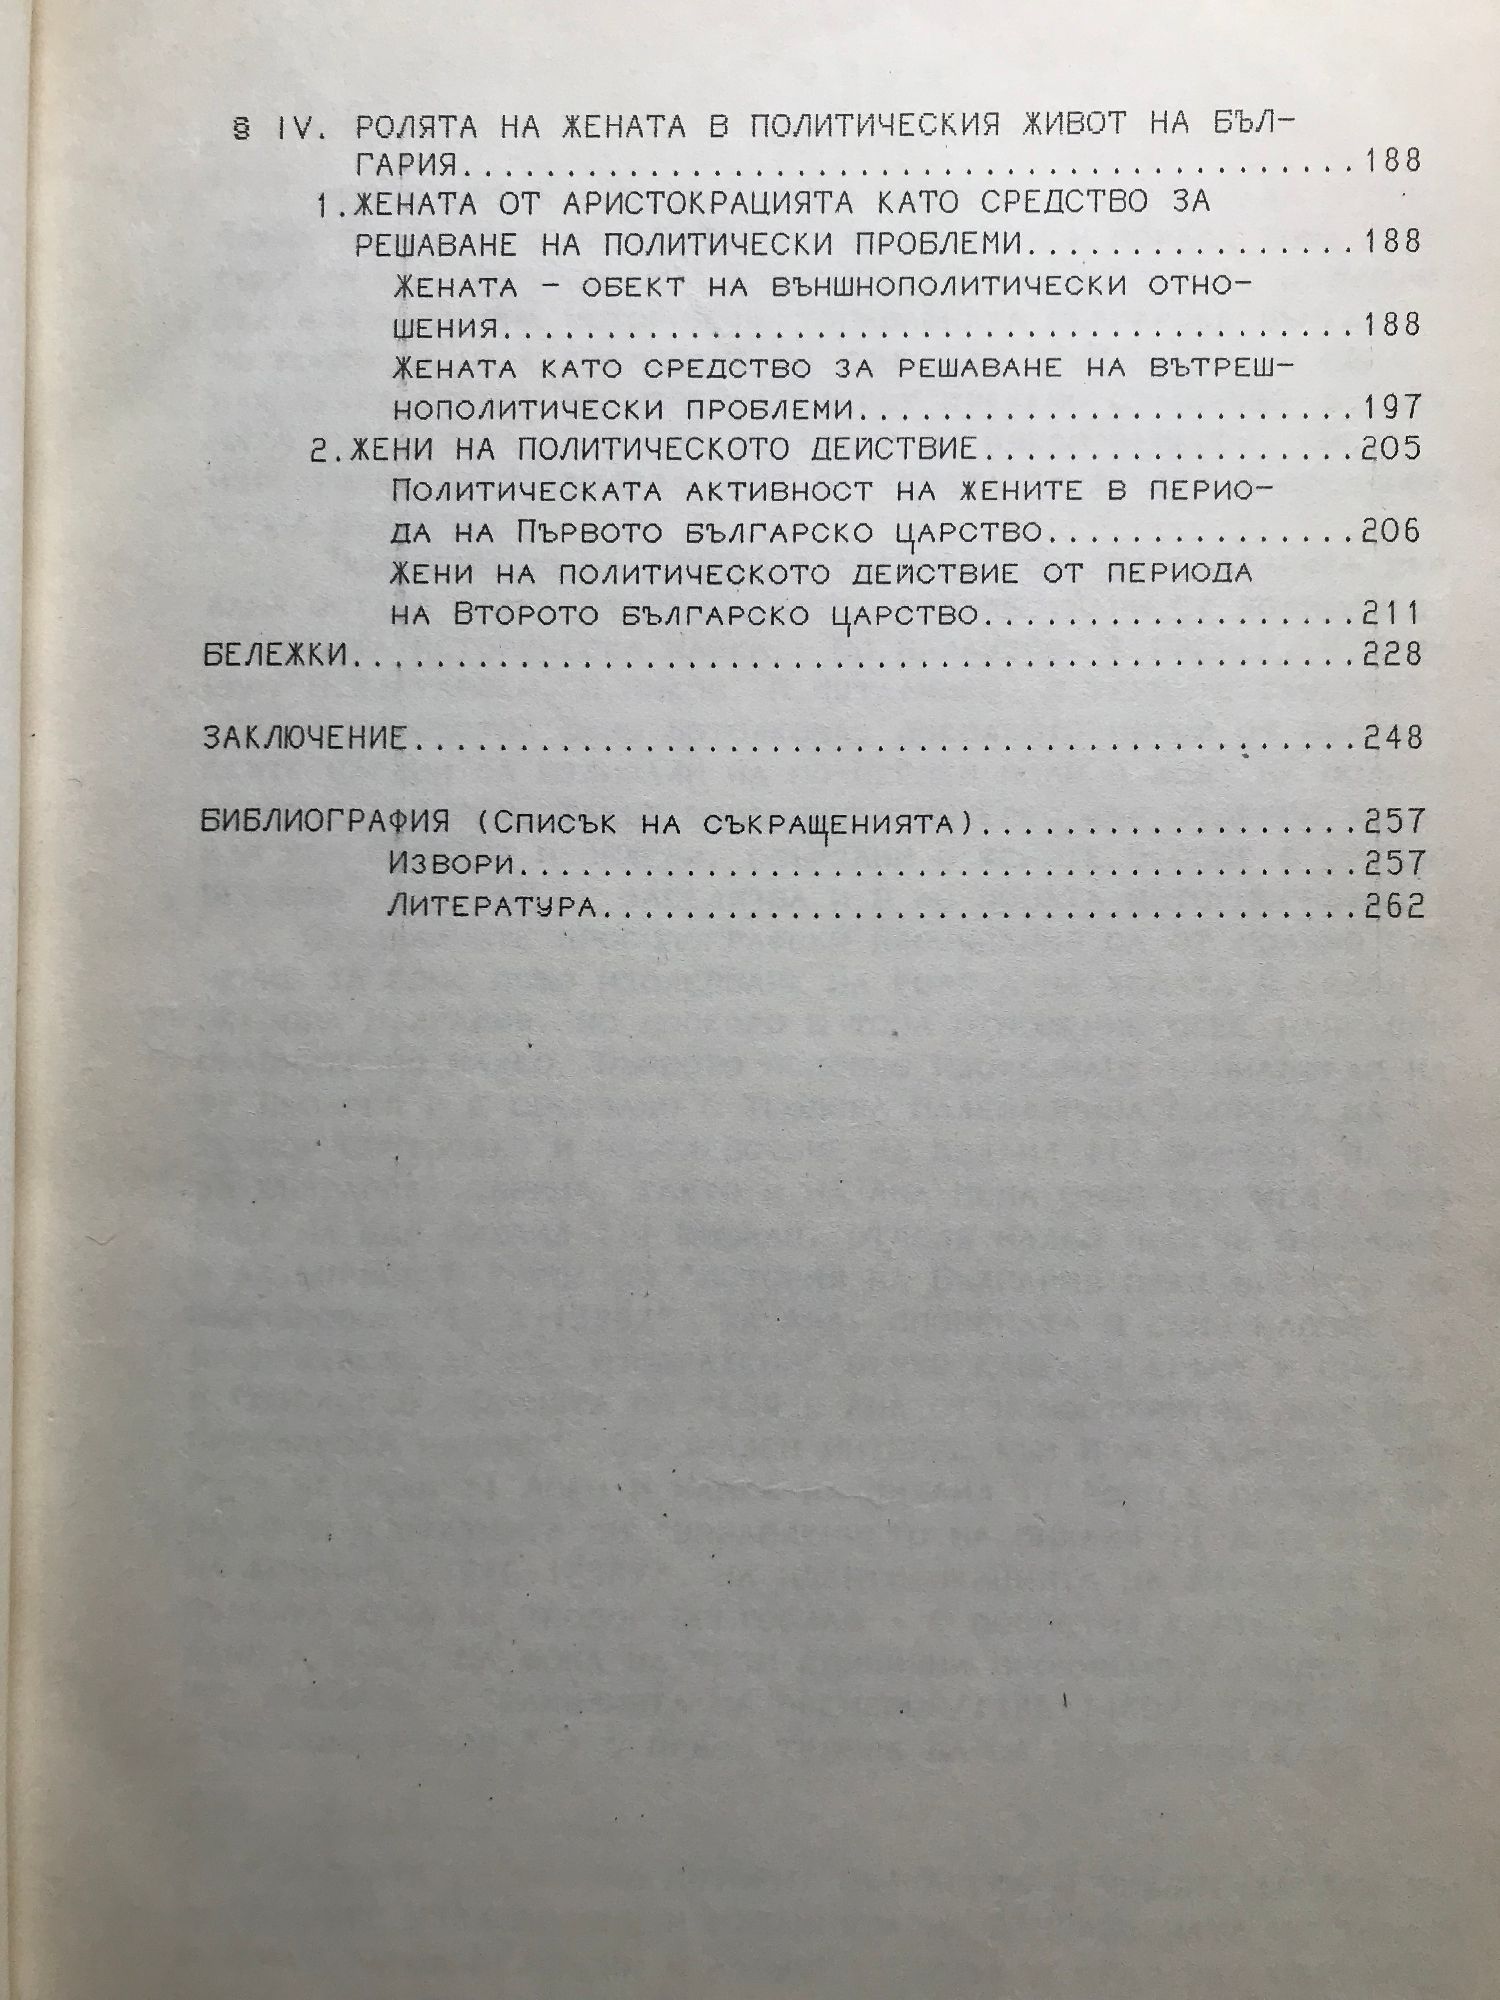 § IV. РОЛЯТА НА ЖЕНАТА В ПОЛИТИЧЕСКИЯ ЖИВОТ НА БЪЛ-
ГАРИЯ...........................................188
1.ЖЕНАТА ОТ АРИСТОКРАЦИЯТА КАТО СРЕДСТВО ЗА
РЕШАВАНЕ НА ПОЛИТИЧЕСКИ ПРОБЛЕМИ................188
ЖЕНАТА – ОБЕКТ НА ВЪНШНОПОЛИТИЧЕСКИ ОТНО-
ШЕНИЯ.........................................188
ЖЕНАТА КАТО СРЕДСТВО ЗА РЕШАВАНЕ НА ВЪТРЕШ-
НОПОЛИТИЧЕСКИ ПРОБЛЕМИ........................197
2.ЖЕНИ НА ПОЛИТИЧЕСКОТО ДЕЙСТВИЕ..................205
ПОЛИТИЧЕСКАТА АКТИВНОСТ НА ЖЕНИТЕ В ПЕРИО-
ДА НА ПЪРВОТО БЪЛГАРСКО ЦАРСТВО...............206
ЖЕНИ НА ПОЛИТИЧЕСКОТО ДЕЙСТВИЕ ОТ ПЕРИОДА
НА ВТОРОТО БЪЛГАРСКО ЦАРСТВО..................211
БЕЛЕЖКИ................................................228
ЗАКЛЮЧЕНИЕ.............................................248
БИБЛИОГРАФИЯ (СПИСЪК НА СЪКРАЩЕНИЯТА)..................257
ИЗВОРИ........................................257
ЛИТЕРАТУРА....................................262